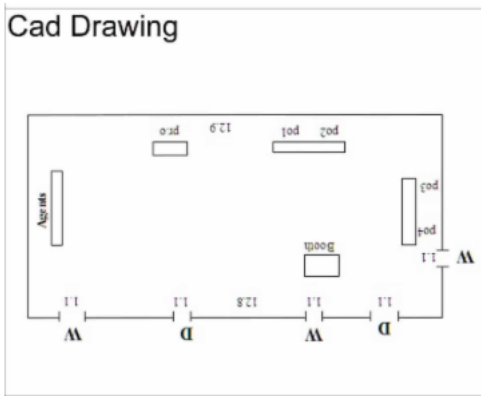 Cad Drawing
pr.o
12.9
po1
po2
Agents
po3
po4
Booth
1.1
W
1.1
1.1
12.8
1.1
1.1
W
D
W
D